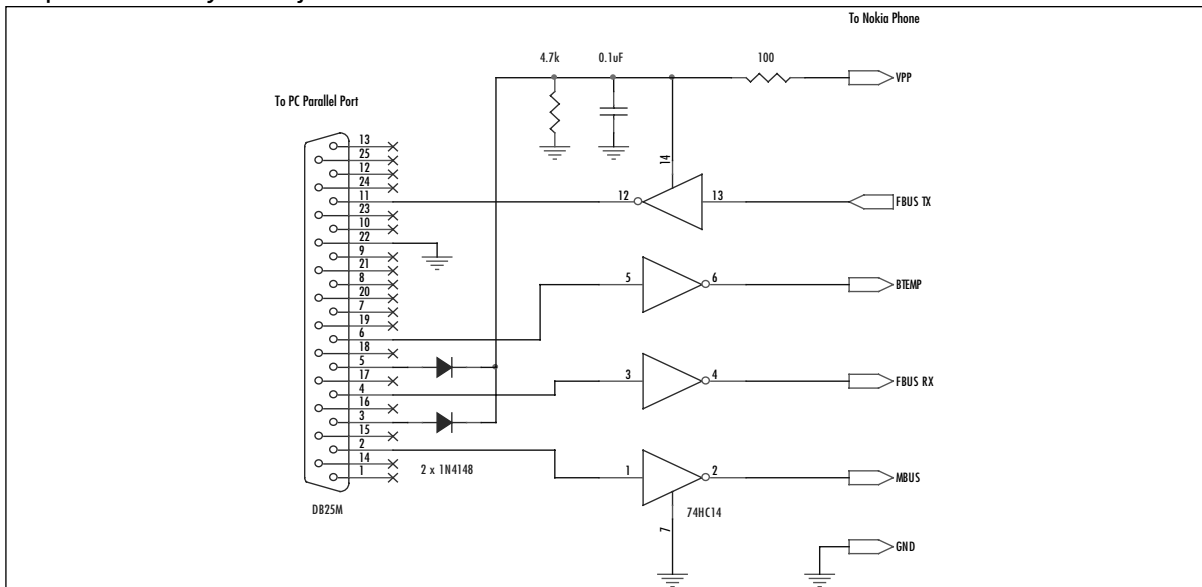 To Nokia Phone
4.7k 0.1uF 100
VPP
To PC Parallel Port
14
13
25
12
24
11
23
10
22
9
21
8
20
7
19
6
18
5
17
4
16
3
15
2
14
1
DB25M
2 x 1N4148
12 13 FBUS TX
5 6 BTEMP
3 4 FBUS RX
1 2 MBUS
74HC14
7
GND